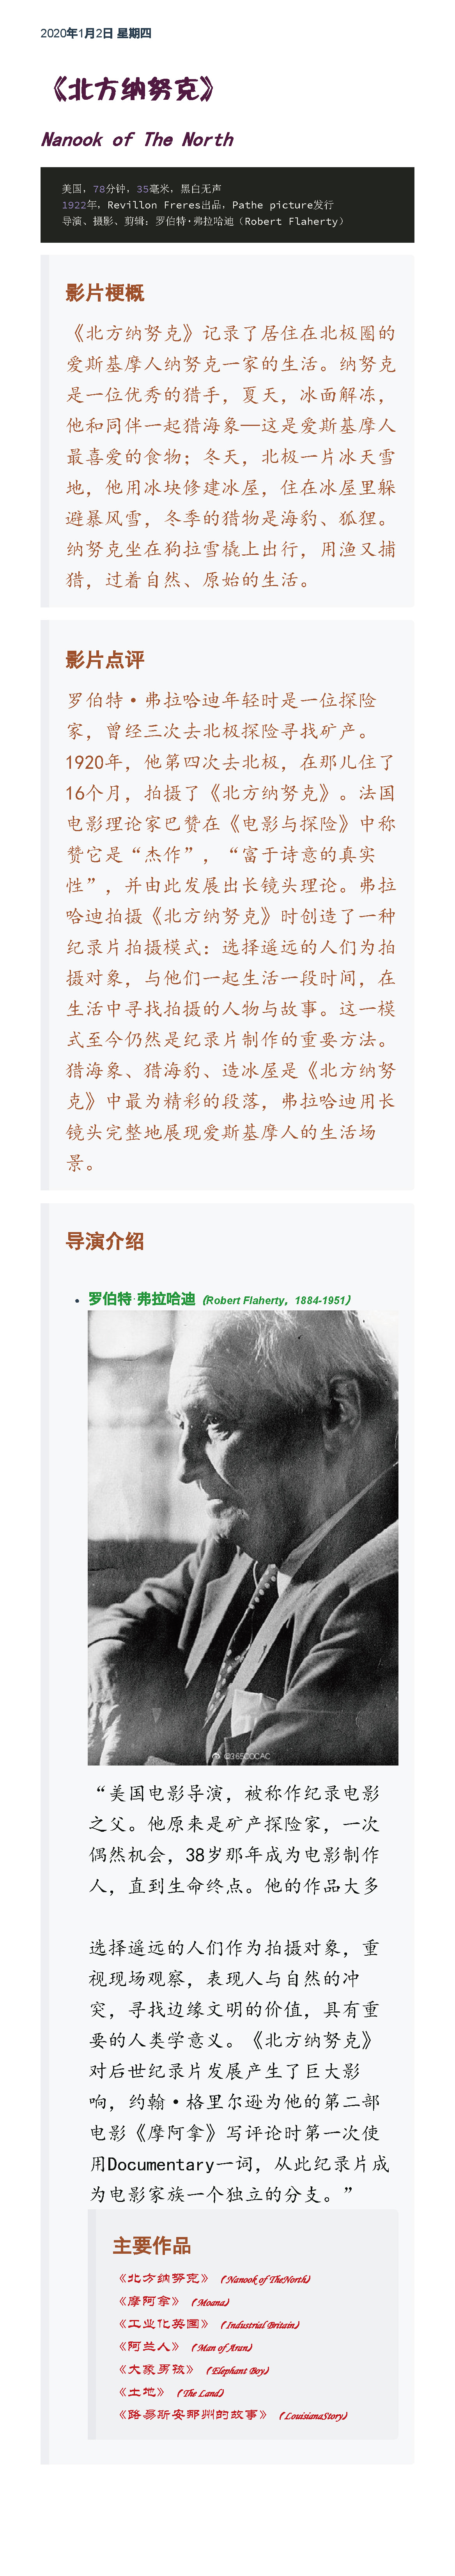 2020年1月2日 星期四
《北方纳努克》
Nanook of The North
美国，78分钟，35毫米，黑白无声
1922年，Revillon Freres出品，Pathe picture发行
导演、摄影、剪辑：罗伯特·弗拉哈迪（Robert Flaherty）
影片梗概
《北方纳努克》记录了居住在北极圈的
爱斯基摩人纳努克一家的生活。纳努克
是一位优秀的猎手，夏天，冰面解冻，
他和同伴一起猎海象—这是爱斯基摩人
最喜爱的食物；冬天，北极一片冰天雪
地，他用冰块修建冰屋，住在冰屋里躲
避暴风雪，冬季的猎物是海豹、狐狸。
纳努克坐在狗拉雪橇上出行，用渔叉捕
猎，过着自然、原始的生活。
影片点评
罗伯特·弗拉哈迪年轻时是一位探险
家，曾经三次去北极探险寻找矿产。
1920年，他第四次去北极，在那儿住了
16个月，拍摄了《北方纳努克》。法国
电影理论家巴赞在《电影与探险》中称
赞它是“杰作”，“富于诗意的真实
性”，并由此发展出长镜头理论。弗拉
哈迪拍摄《北方纳努克》时创造了一种
纪录片拍摄模式：选择遥远的人们为拍
摄对象，与他们一起生活一段时间，在
生活中寻找拍摄的人物与故事。这一模
式至今仍然是纪录片制作的重要方法。
猎海象、猎海豹、造冰屋是《北方纳努
克》中最为精彩的段落，弗拉哈迪用长
镜头完整地展现爱斯基摩人的生活场
景。
导演介绍
罗伯特·弗拉哈迪（Robert Flaherty，1884-1951）
@365COCAC
“美国电影导演，被称作纪录电影
之父。他原来是矿产探险家，一次
偶然机会，38岁那年成为电影制作
人，直到生命终点。他的作品大多
选择遥远的人们作为拍摄对象，重
视现场观察，表现人与自然的冲
突，寻找边缘文明的价值，具有重
要的人类学意义。《北方纳努克》
对后世纪录片发展产生了巨大影
响，约翰·格里尔逊为他的第二部
电影《摩阿拿》写评论时第一次使
用Documentary一词，从此纪录片成
为电影家族一个独立的分支。”
主要作品
《北方纳努克》（Nanook of TheNorth）
《摩阿拿》（Moana）
《工业化英国》（Industrial Britain）
《阿兰人》（Man of Aran）
《大象男孩》（Elephant Boy）
《土地》（The Land）
《路易斯安那州的故事》（LouisianaStory）